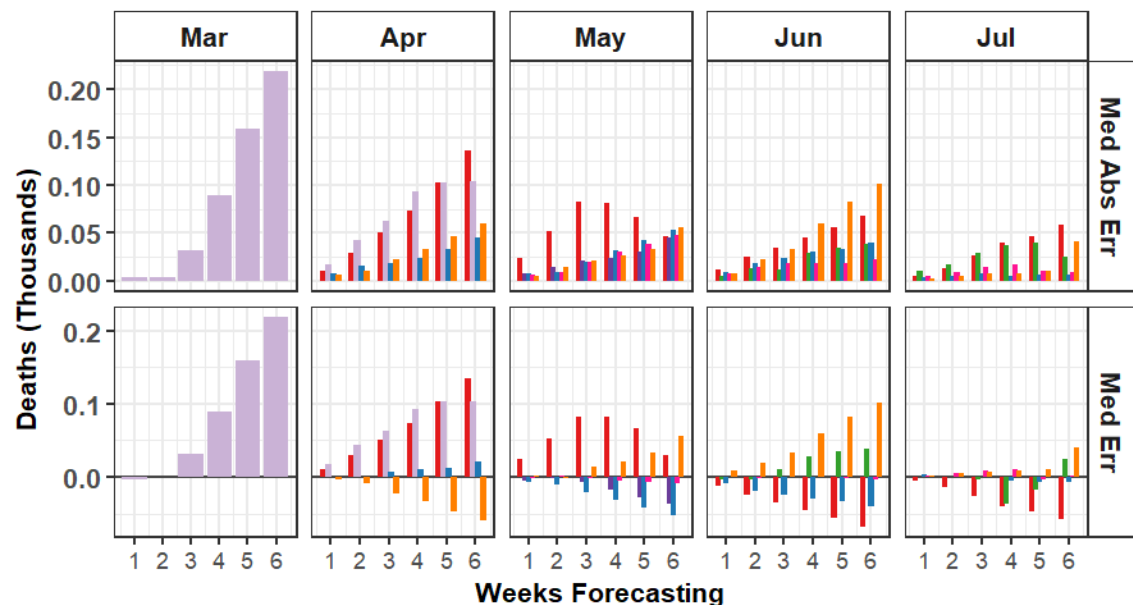 Mar Apr May Jun Jul
Deaths (Thousands)
0.20
0.15
0.10
0.05
0.00
Med Abs Err
0.2
0.1
0.0
Med Err
1 2 3 4 5 6 1 2 3 4 5 6 1 2 3 4 5 6 1 2 3 4 5 6 1 2 3 4 5 6
Weeks Forecasting